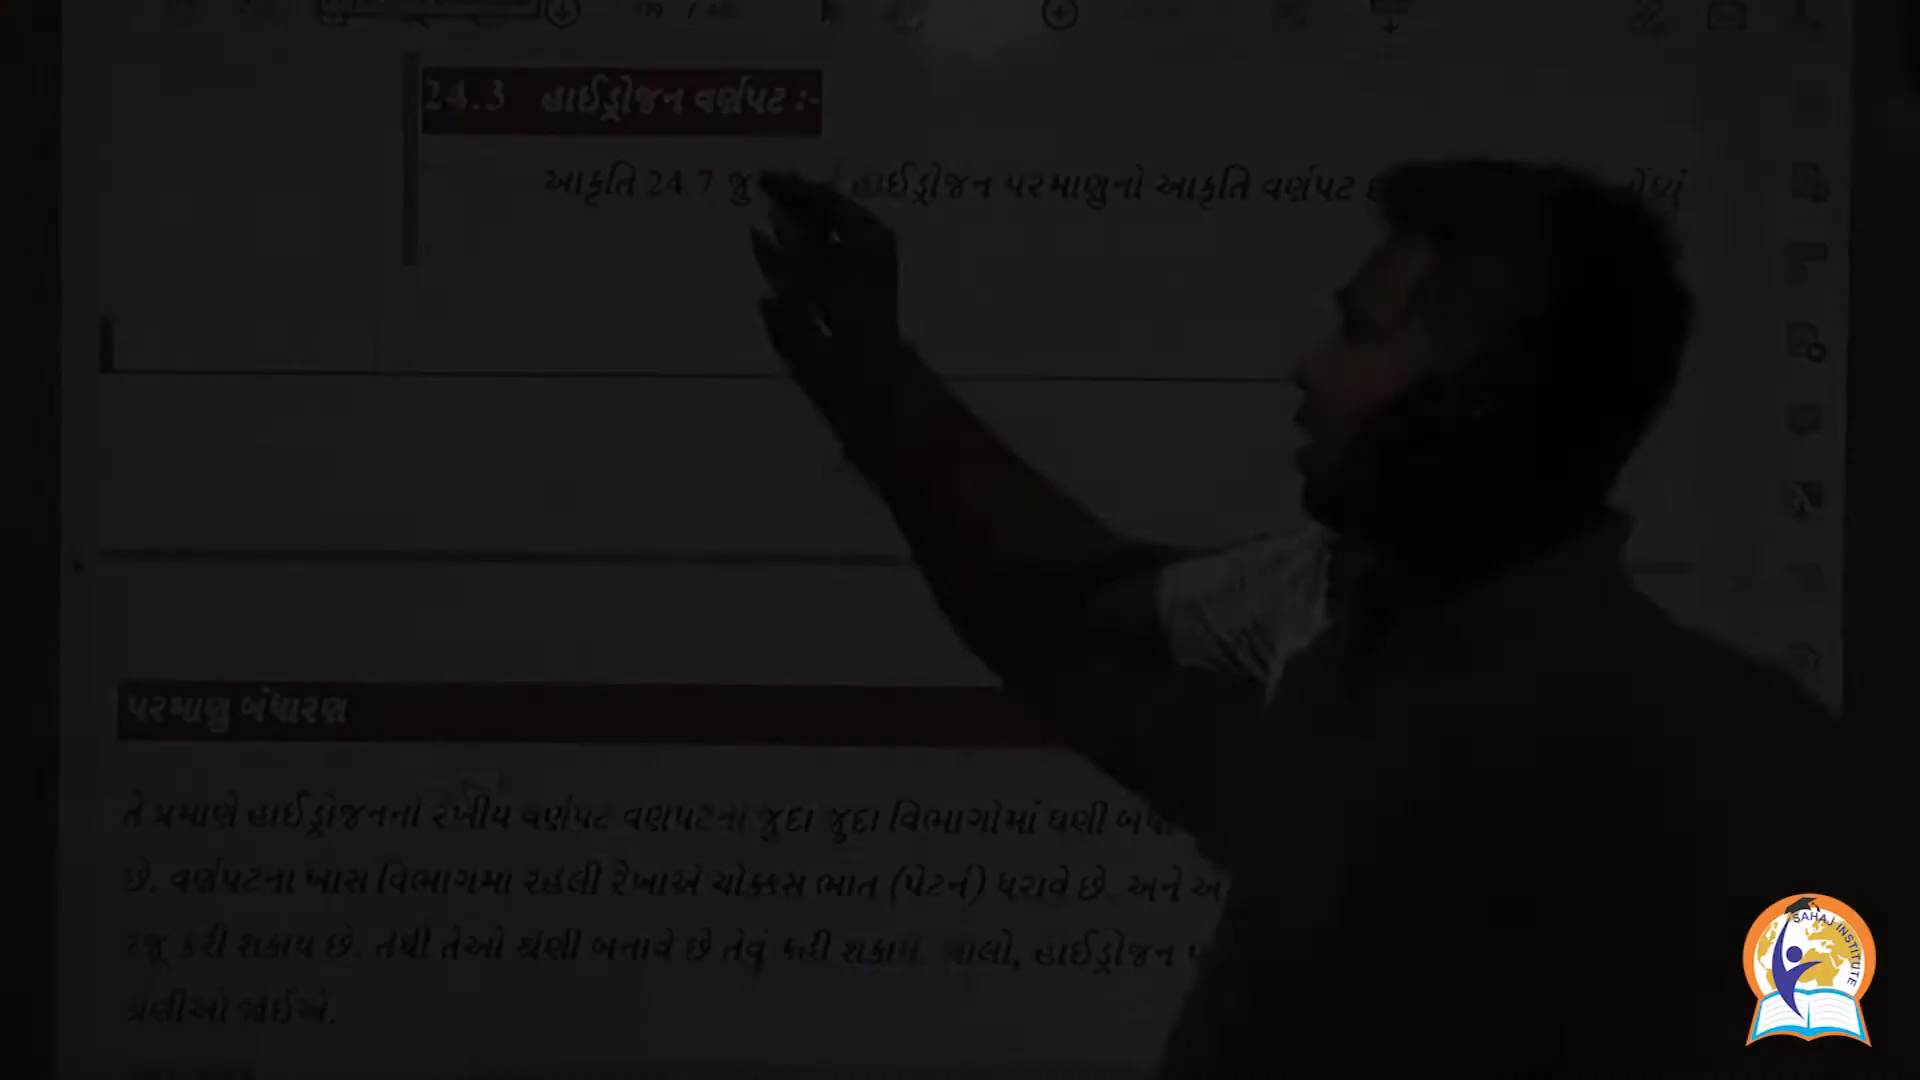 24.3 હાઈડ્રોજન વર્ણપટ :-
આકૃતિ 24.7 હાઈડ્રોજન પરમાણુનો આકૃતિ વર્ણપટ
પરમાણુ બંધારણ
તે પ્રમાણે હાઈડ્રોજનનો રેખીય વર્ણપટ વર્ણપટના જુદા જુદા વિભાગોમાં ઘણી
છે. વર્ણપટના ખાસ વિભાગમા રહેલી રેખાએ ચોક્કસ ભાત (પેટર્ન) ધરાવે છે. અને
રજૂ કરી શકાય છે. તેથી તેઓ શ્રેણી બનાવે છે તેવું કહી શકાય ચાલો, હાઈડ્રોજન
શ્રેણીઓ જોઈએ.
SAHAJ INSTITUTE